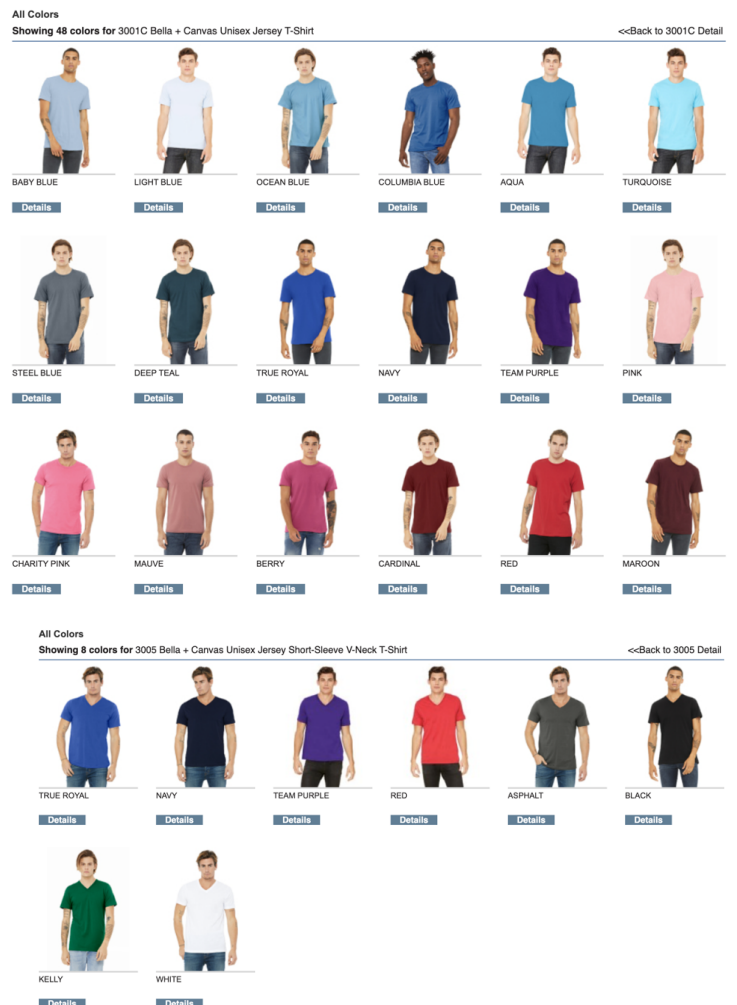 All Colors
Showing 48 colors for 3001C Bella + Canvas Unisex Jersey T-Shirt <<Back to 3001C Detail
BABY BLUE LIGHT BLUE OCEAN BLUE COLUMBIA BLUE AQUA TURQUOISE
Details Details Details Details Details Details
STEEL BLUE DEEP TEAL TRUE ROYAL NAVY TEAM PURPLE PINK
Details Details Details Details Details Details
CHARITY PINK MAUVE BERRY CARDINAL RED MAROON
Details Details Details Details Details Details
All Colors
Showing 8 colors for 3005 Bella + Canvas Unisex Jersey Short-Sleeve V-Neck T-Shirt <<Back to 3005 Detail
TRUE ROYAL NAVY TEAM PURPLE RED ASPHALT BLACK
Details Details Details Details Details Details
KELLY WHITE
Details Details